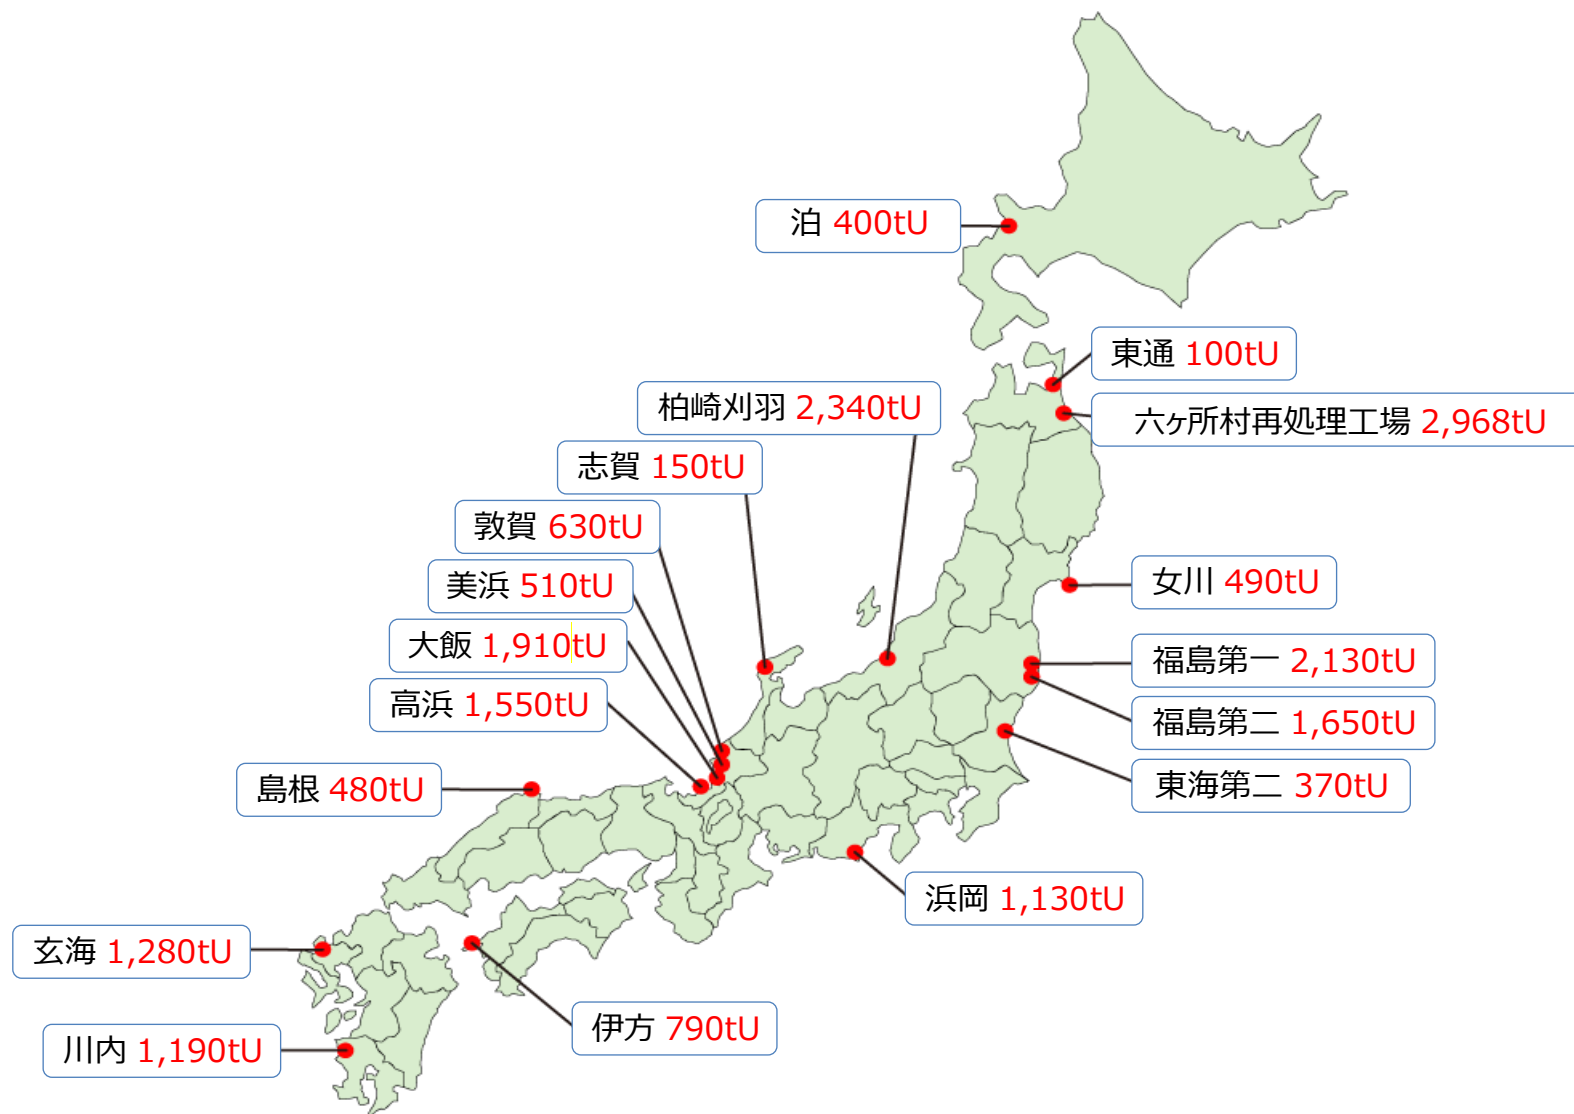 泊 400tU
東通 100tU
柏崎刈羽 2,340tU
六ヶ所村再処理工場 2,968tU
志賀 150tU
敦賀 630tU
美浜 510tU
女川 490tU
大飯 1,910tU
福島第一 2,130tU
高浜 1,550tU
福島第二 1,650tU
島根 480tU
東海第二 370tU
浜岡 1,130tU
玄海 1,280tU
伊方 790tU
川内 1,190tU